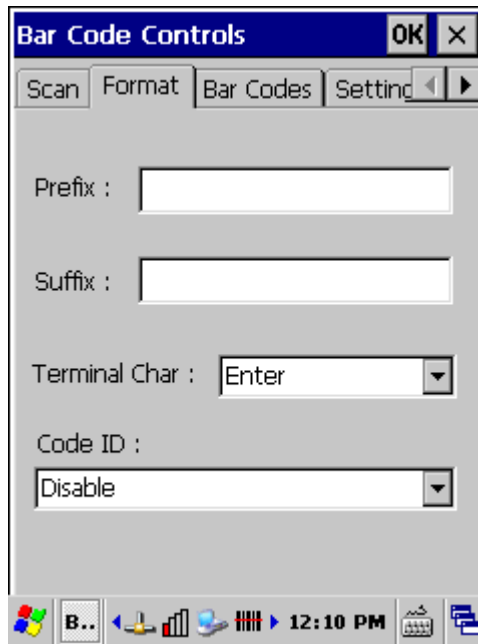 Bar Code Controls OK
Scan Format Bar Codes Setting
Prefix :
Suffix :
Terminal Char : Enter
Code ID :
Disable
B.. 12:10 PM